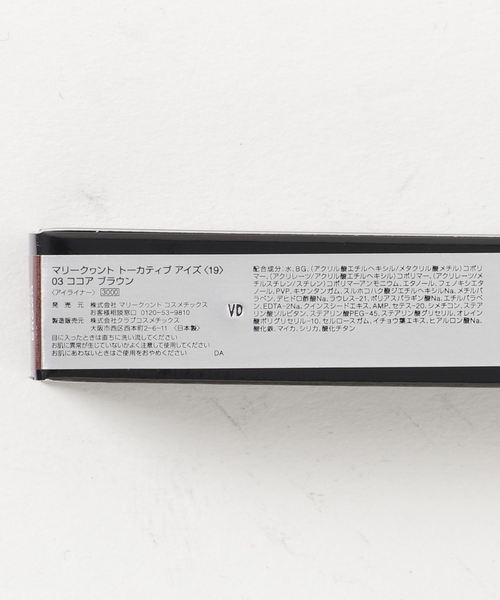 マリークヮント トーカティブ アイズ〈19〉
03 ココア ブラウン
〈アイライナー〉 3000
発 売 元 株式会社 マリークヮント コスメチックス
お客様相談窓口 0120-53-9810
製造販売元 株式会社クラブコスメチックス
大阪市西区西本町2-6-11 〈日本製〉
目に入ったときは直ちに洗い流してください
お肌に異常が生じていないかよく注意して使用してください
お肌にあわないときはご使用をおやめください DA
VD
配合成分:水、BG、(アクリル酸エチルヘキシル/メタクリル酸メチル)コポリ
マー、(アクリレーツ/アクリル酸エチルヘキシル)コポリマー、(アクリレーツ/メ
チルスチレン/スチレン)コポリマーアンモニウム、エタノール、フェノキシエタ
ノール、PVP、キサンタンガム、スルホコハク酸ジエチルヘキシルNa、メチルパ
ラベン、デヒドロ酢酸Na、ラウレス-21、ポリアスパラギン酸Na、エチルパラベ
ン、EDTA-2Na、クインスシードエキス、AMP、セテス-20、シメチコン、ステア
リン酸ソルビタン、ステアリン酸PEG-45、ステアリン酸グリセリル、オレイン
酸ポリグリセリル-10、セルロースガム、イチョウ葉エキス、ヒアルロン酸Na、
酸化鉄、マイカ、シリカ、酸化チタン